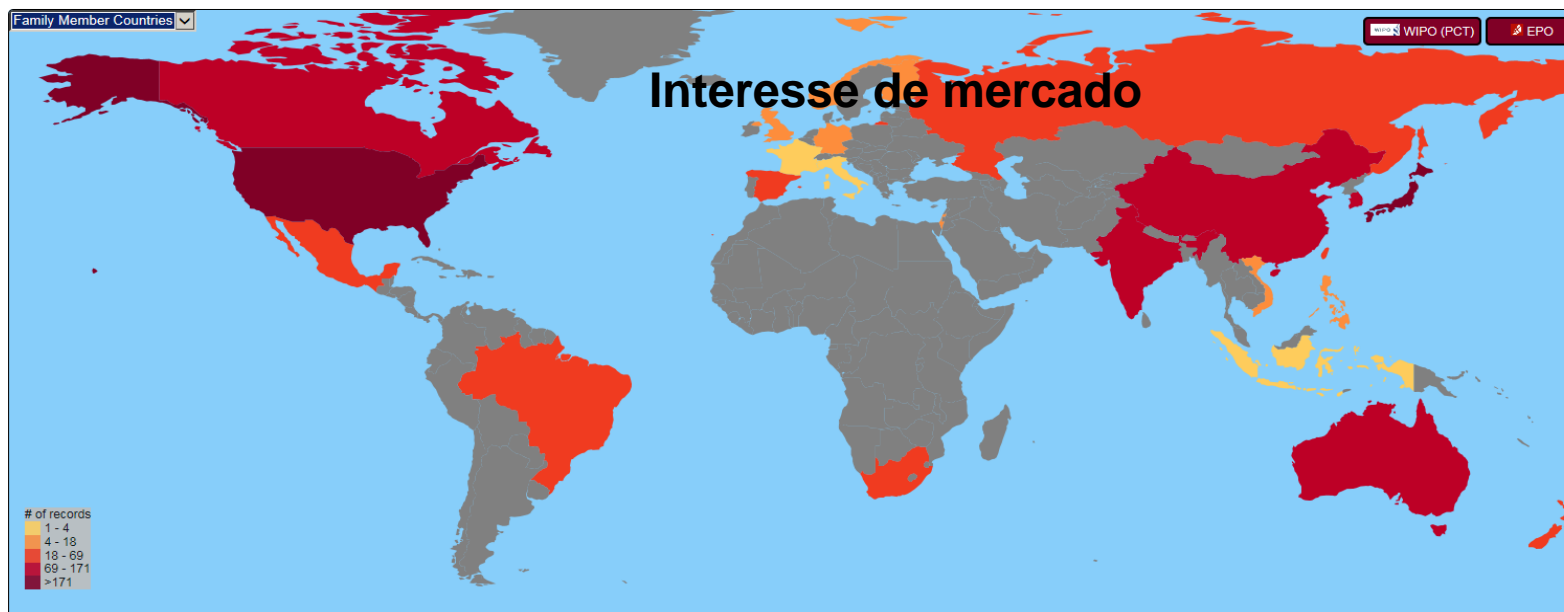 Family Member Countries
WIPO WIPO (PCT)
EPO
Interesse de mercado
# of records
1 - 4
4 - 18
18 - 69
69 - 171
>171